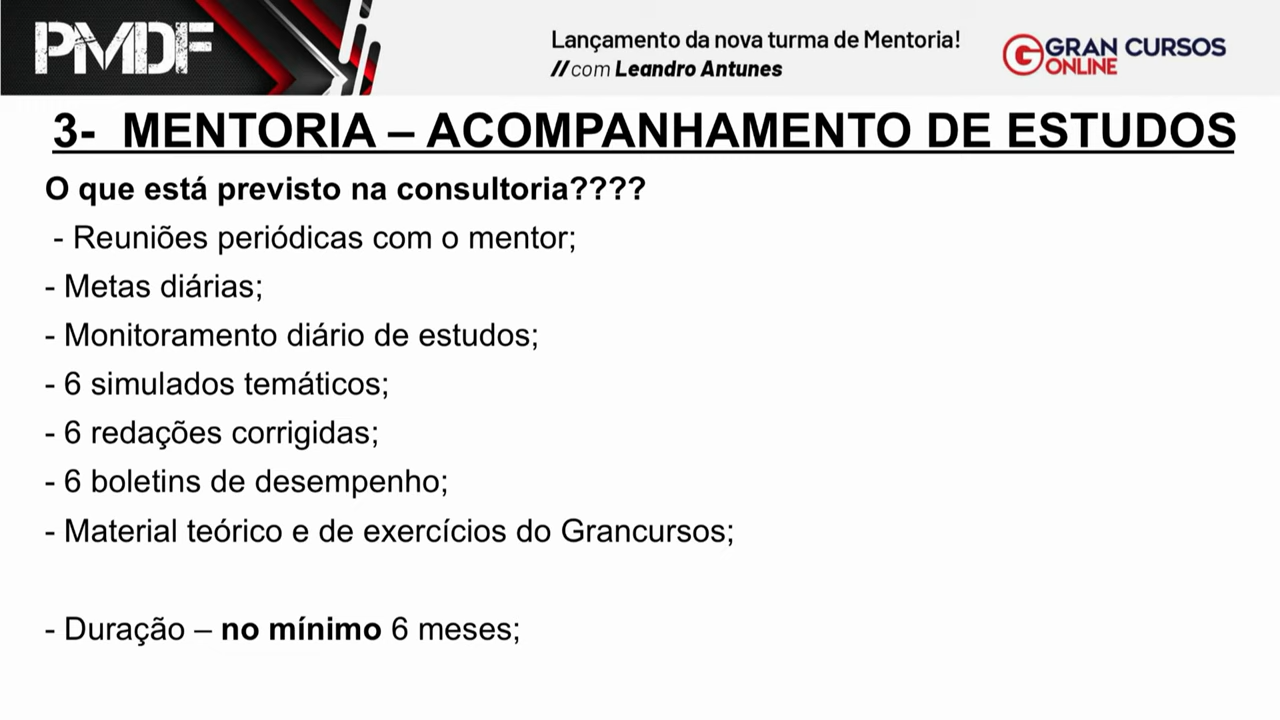 PMDF
Lançamento da nova turma de Mentoria!
// com Leandro Antunes
GRAN CURSOS
ONLINE
3- MENTORIA – ACOMPANHAMENTO DE ESTUDOS
O que está previsto na consultoria????
- Reuniões periódicas com o mentor;
- Metas diárias;
- Monitoramento diário de estudos;
- 6 simulados temáticos;
- 6 redações corrigidas;
- 6 boletins de desempenho;
- Material teórico e de exercícios do Grancursos;
- Duração – no mínimo 6 meses;